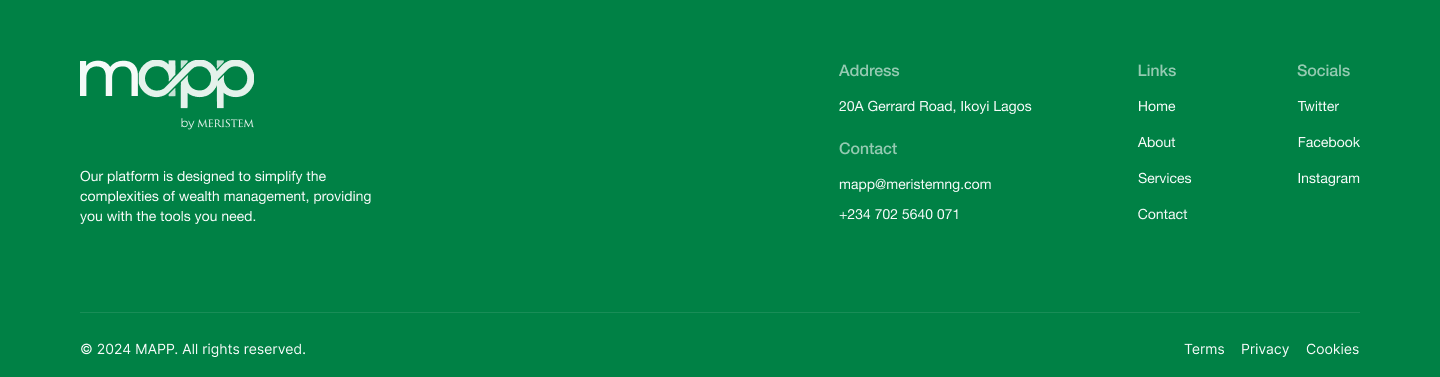 mapp
by MERISTEM
Our platform is designed to simplify the
complexities of wealth management, providing
you with the tools you need.
Address
20A Gerrard Road, Ikoyi Lagos
Contact
mapp@meristemng.com
+234 702 5640 071
Links
Home
About
Services
Contact
Socials
Twitter
Facebook
Instagram
© 2024 MAPP. All rights reserved.
Terms Privacy Cookies